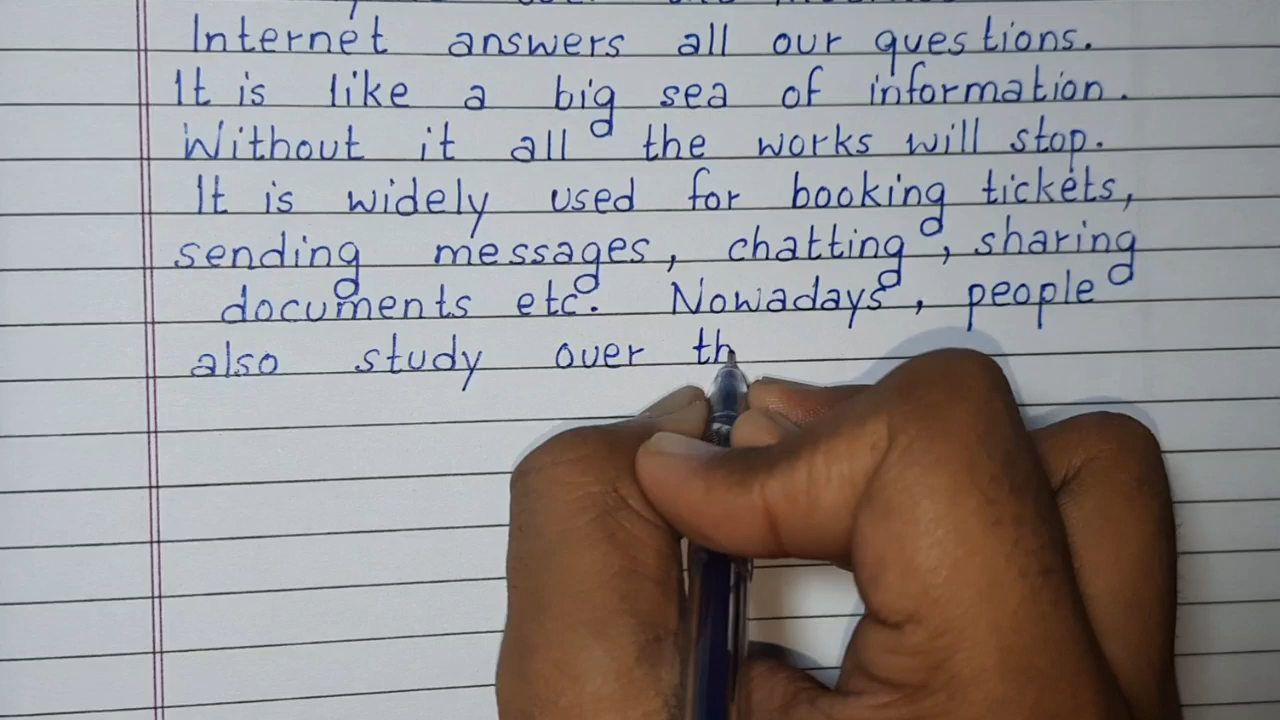 Internet answers all our questions.
It is like a big sea of information.
Without it all the works will stop.
It is widely used for booking tickets,
sending messages, chatting, sharing
documents etc. Nowadays, people
also study over th